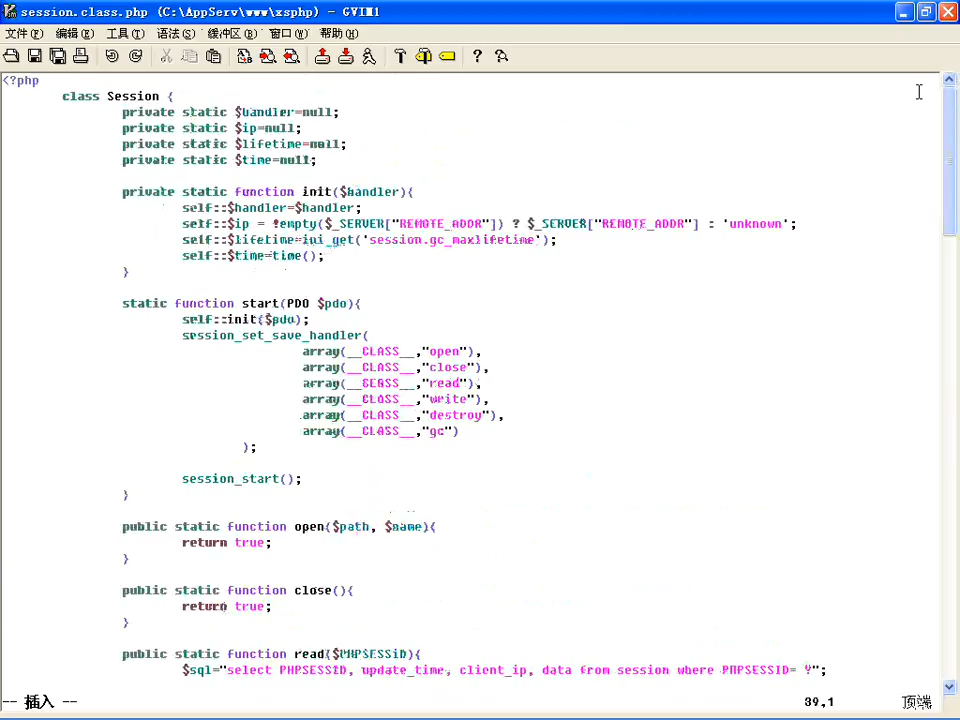 session.class.php (C:\AppServ\www\xsphp) - GVIM1
文件(F) 编辑(E) 工具(T) 语法(S) 缓冲区(B) 窗口(W) 帮助(H)
<?php
class Session {
private static $handler=null;
private static $ip=null;
private static $lifetime=null;
private static $time=null;
private static function init($handler){
self::$handler=$handler;
self::$ip = !empty($_SERVER["REMOTE_ADDR"]) ? $_SERVER["REMOTE_ADDR"] : 'unknown';
self::$lifetime=ini_get('session.gc_maxlifetime');
self::$time=time();
}
static function start(PDO $pdo){
self::init($pdo);
session_set_save_handler(
array(__CLASS__,"open"),
array(__CLASS__,"close"),
array(__CLASS__,"read"),
array(__CLASS__,"write"),
array(__CLASS__,"destroy"),
array(__CLASS__,"gc")
);
session_start();
}
public static function open($path, $name){
return true;
}
public static function close(){
return true;
}
public static function read($PHPSESSID){
$sql="select PHPSESSID, update_time, client_ip, data from session where PHPSESSID= ?";
-- 插入 -- 39,1 顶端